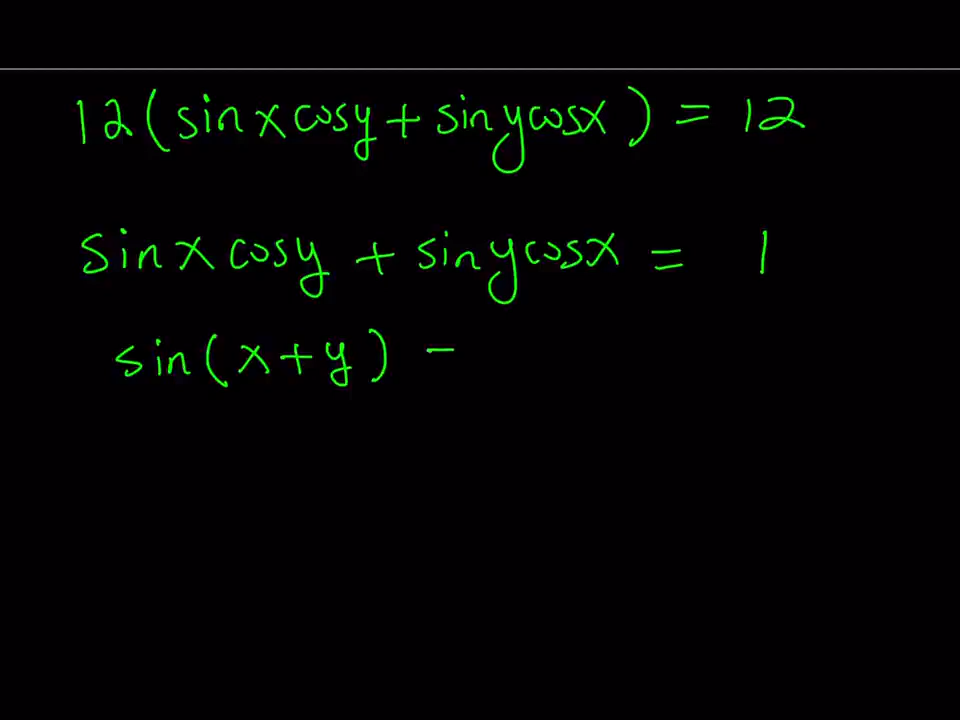 12(sinxcosy+sinycosx) = 12
sinxcosy + sinycosx = 1
sin(x+y) -